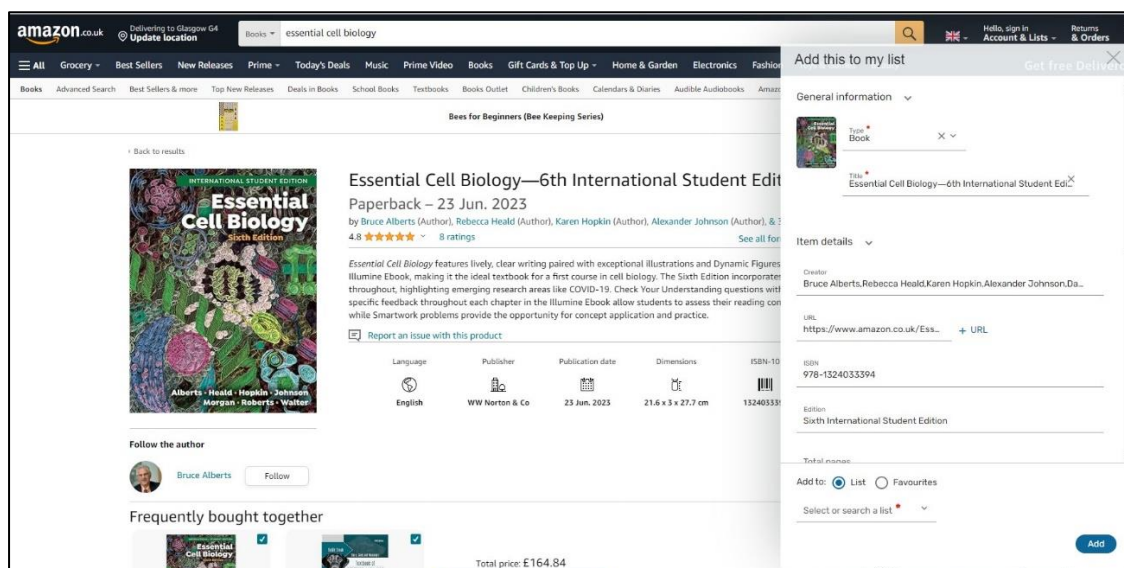 amazon.co.uk
Delivering to Glasgow G4
Update location
Books
essential cell biology
Hello, sign in
Account & Lists
Returns
& Orders
All Grocery Best Sellers New Releases Prime Today's Deals Music Prime Video Books Gift Cards & Top Up Home & Garden Electronics Fashion
Books Advanced Search Best Sellers & more Top New Releases Deals in Books School Books Textbooks Books Outlet Children's Books Calendars & Diaries Audible Audiobooks
Bees for Beginners (Bee Keeping Series)
‹ Back to results
INTERNATIONAL STUDENT EDITION
Essential
Cell Biology
Sixth Edition
Alberts · Heald · Hopkin · Johnson
Morgan · Roberts · Walter
Essential Cell Biology—6th International Student Edit
Paperback – 23 Jun. 2023
by Bruce Alberts (Author), Rebecca Heald (Author), Karen Hopkin (Author), Alexander Johnson (Author), & 3
4.8 8 ratings
See all for
Essential Cell Biology features lively, clear writing paired with exceptional illustrations and Dynamic Figures
Illumine Ebook, making it the ideal textbook for a first course in cell biology. The Sixth Edition incorporates
throughout, highlighting emerging research areas like COVID-19. Check Your Understanding questions with
specific feedback throughout each chapter in the Illumine Ebook allow students to assess their reading com
while Smartwork problems provide the opportunity for concept application and practice.
Report an issue with this product
Language Publisher Publication date Dimensions ISBN-10
English WW Norton & Co 23 Jun. 2023 21.6 x 3 x 27.7 cm 132403339
Follow the author
Bruce Alberts
Follow
Frequently bought together
Essential
Cell Biology
Total price: £164.84
Add this to my list
Get free Delivere
General information
Type *
Book
Title *
Essential Cell Biology—6th International Student Edi...
Item details
Creator
Bruce Alberts,Rebecca Heald,Karen Hopkin,Alexander Johnson,Da...
URL
https://www.amazon.co.uk/Ess... + URL
ISBN
978-1324033394
Edition
Sixth International Student Edition
Total pages
Add to: List Favourites
Select or search a list *
Add